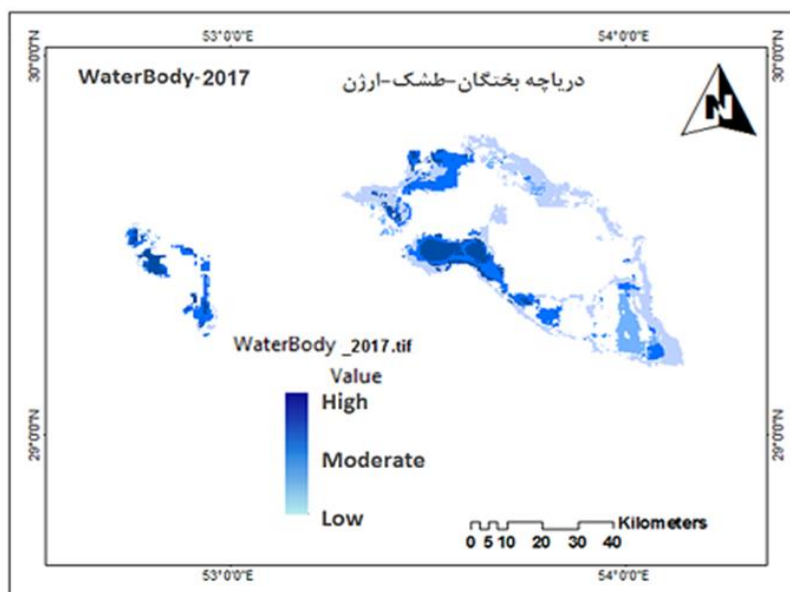 53°0'0"E 54°0'0"E
30°0'0"N 30°0'0"N
WaterBody-2017
دریاچه بختگان-طشک-ارژن
N
WaterBody _2017.tif
Value
High
Moderate
Low
29°0'0"N 29°0'0"N
Kilometers
0 5 10 20 30 40
53°0'0"E 54°0'0"E